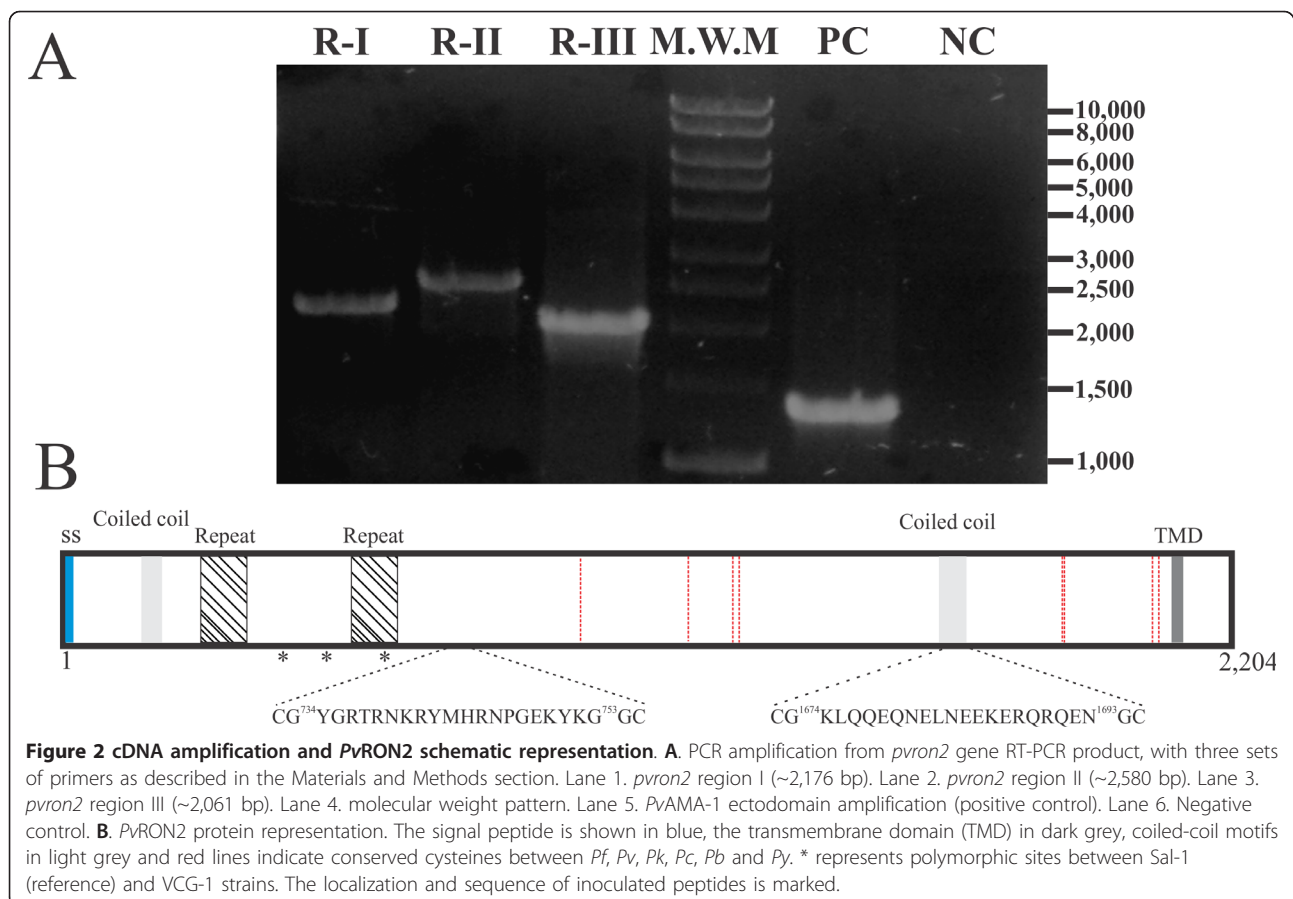 A
R-I R-II R-III M.W.M PC NC
10,000
8,000
6,000
5,000
4,000
3,000
2,500
2,000
1,500
1,000
B
ss Coiled coil Repeat Repeat Coiled coil TMD
* * *
1 2,204
CG734YGRTRNKRYMHRNPGEKYKG753GC CG1674KLQQEQNELNEEKERQRQEN1693GC
Figure 2 cDNA amplification and PvRON2 schematic representation. A. PCR amplification from pvron2 gene RT-PCR product, with three sets
of primers as described in the Materials and Methods section. Lane 1. pvron2 region I (~2,176 bp). Lane 2. pvron2 region II (~2,580 bp). Lane 3.
pvron2 region III (~2,061 bp). Lane 4. molecular weight pattern. Lane 5. PvAMA-1 ectodomain amplification (positive control). Lane 6. Negative
control. B. PvRON2 protein representation. The signal peptide is shown in blue, the transmembrane domain (TMD) in dark grey, coiled-coil motifs
in light grey and red lines indicate conserved cysteines between Pf, Pv, Pk, Pc, Pb and Py. * represents polymorphic sites between Sal-1
(reference) and VCG-1 strains. The localization and sequence of inoculated peptides is marked.